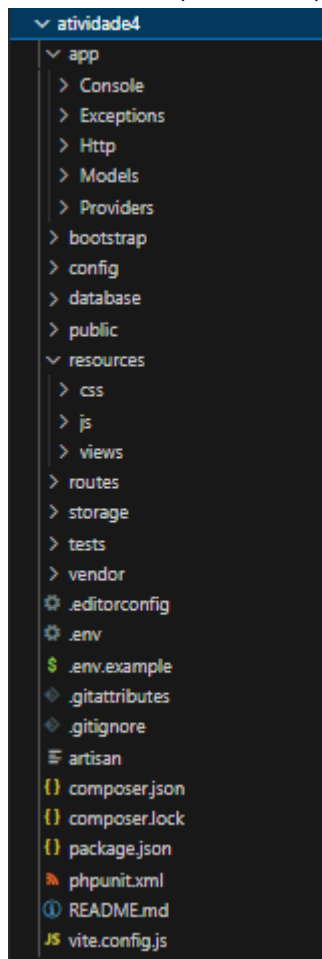 atividade4
app
Console
Exceptions
Http
Models
Providers
bootstrap
config
database
public
resources
css
js
views
routes
storage
tests
vendor
.editorconfig
.env
$ .env.example
.gitattributes
.gitignore
artisan
{} composer.json
{} composer.lock
{} package.json
phpunit.xml
README.md
JS vite.config.js